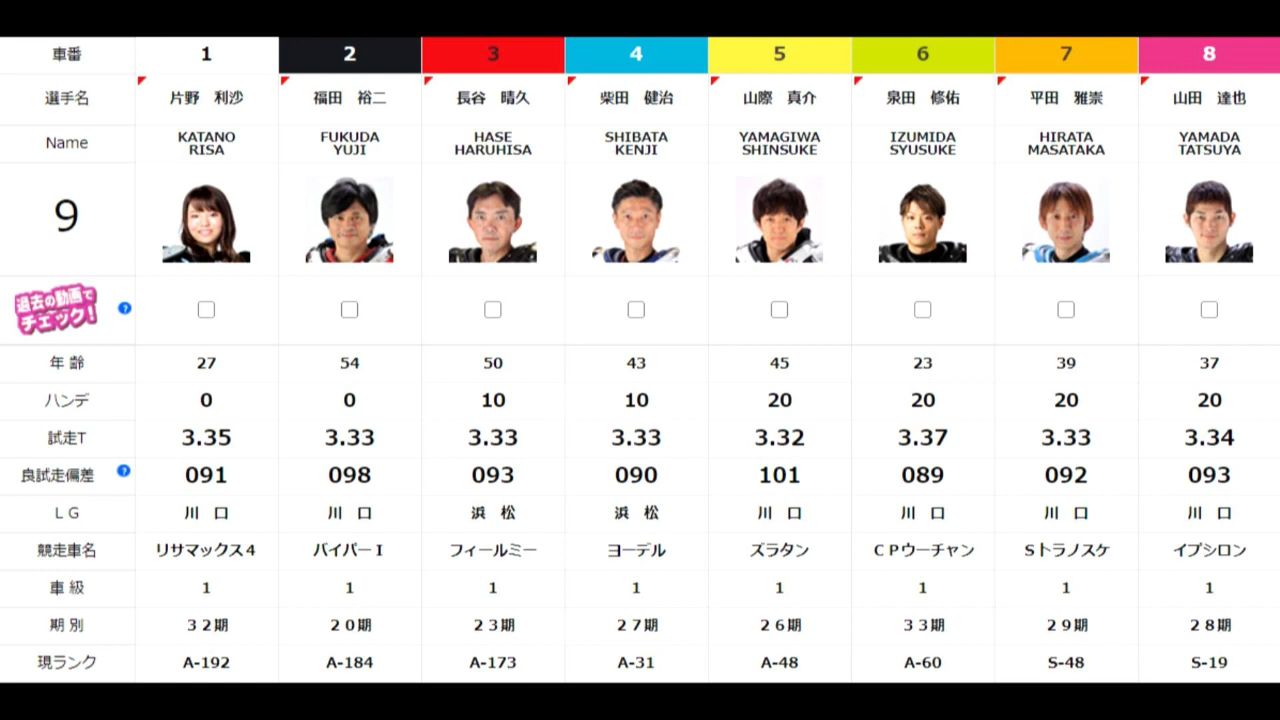 車番 1 2 3 4 5 6 7 8
選手名 片野 利沙 福田 裕二 長谷 晴久 柴田 健治 山際 真介 泉田 修佑 平田 雅崇 山田 達也
Name KATANO RISA FUKUDA YUJI HASE HARUHISA SHIBATA KENJI YAMAGIWA SHINSUKE IZUMIDA SYUSUKE HIRATA MASATAKA YAMADA TATSUYA
9
過去の動画で
チェック! ?
年 齢 27 54 50 43 45 23 39 37
ハンデ 0 0 10 10 20 20 20 20
試走T 3.35 3.33 3.33 3.33 3.32 3.37 3.33 3.34
良試走偏差 ? 091 098 093 090 101 089 092 093
ＬＧ 川 口 川 口 浜 松 浜 松 川 口 川 口 川 口 川 口
競走車名 リサマックス４ バイパーＩ フィールミー ヨーデル ズラタン ＣＰウーチャン Ｓトラノスケ イプシロン
車 級 1 1 1 1 1 1 1 1
期 別 ３２期 ２０期 ２３期 ２７期 ２６期 ３３期 ２９期 ２８期
現ランク A-192 A-184 A-173 A-31 A-48 A-60 S-48 S-19